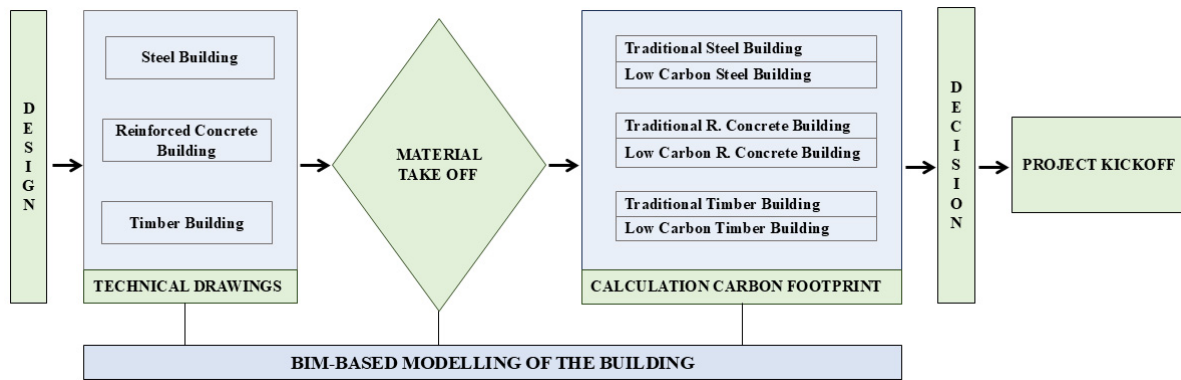 DESIGN
Steel Building
Reinforced Concrete
Building
Timber Building
TECHNICAL DRAWINGS
MATERIAL
TAKE OFF
Traditional Steel Building
Low Carbon Steel Building
Traditional R. Concrete Building
Low Carbon R. Concrete Building
Traditional Timber Building
Low Carbon Timber Building
CALCULATION CARBON FOOTPRINT
DECISION
PROJECT KICKOFF
BIM-BASED MODELLING OF THE BUILDING